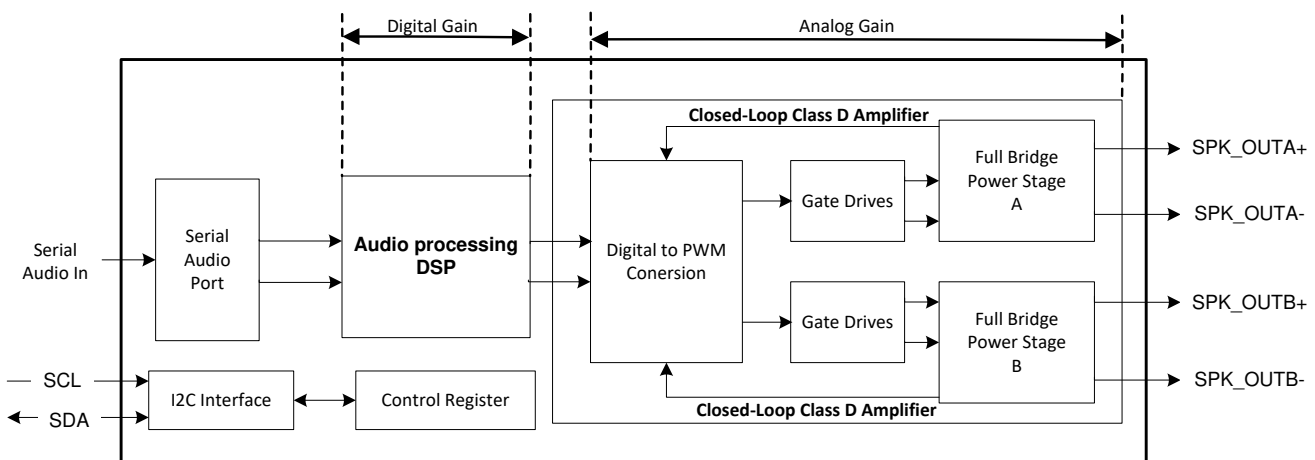 Digital Gain
Analog Gain
Closed-Loop Class D Amplifier
SPK_OUTA+
Full Bridge
Power Stage
A
Gate Drives
SPK_OUTA-
Serial
Audio In
Serial
Audio
Port
Audio processing
DSP
Digital to PWM
Conersion
SPK_OUTB+
Gate Drives
Full Bridge
Power Stage
B
SPK_OUTB-
SCL
SDA
I2C Interface
Control Register
Closed-Loop Class D Amplifier